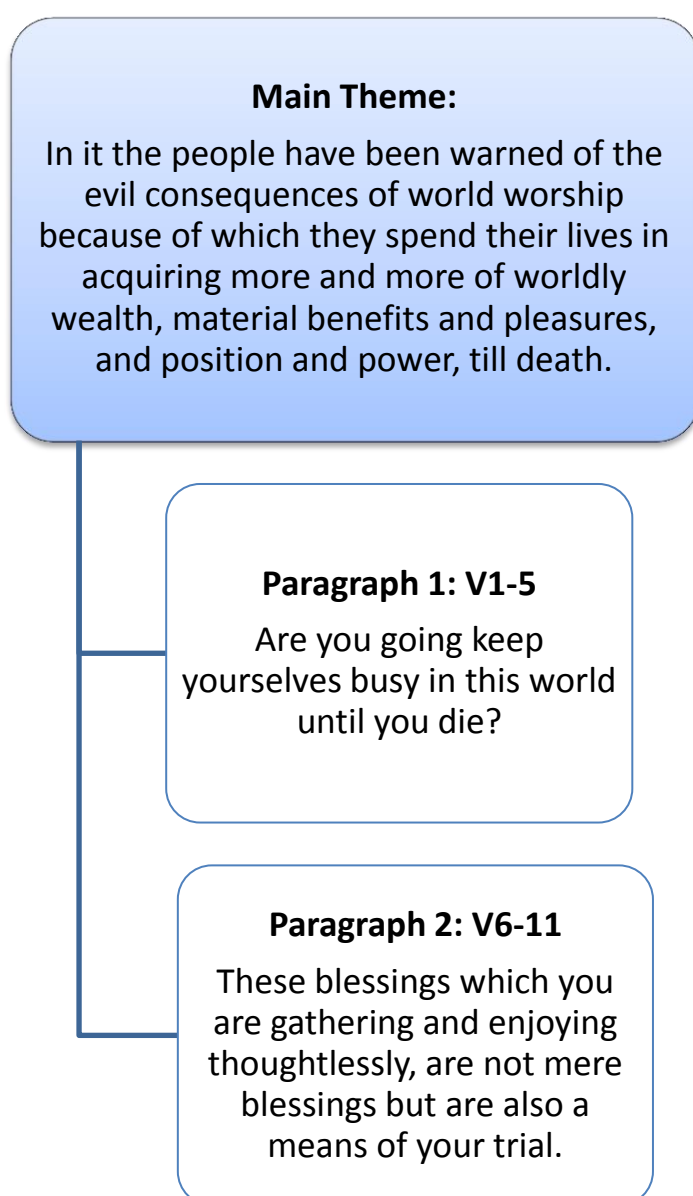 Main Theme:
In it the people have been warned of the
evil consequences of world worship
because of which they spend their lives in
acquiring more and more of worldly
wealth, material benefits and pleasures,
and position and power, till death.
Paragraph 1: V1-5
Are you going keep
yourselves busy in this world
until you die?
Paragraph 2: V6-11
These blessings which you
are gathering and enjoying
thoughtlessly, are not mere
blessings but are also a
means of your trial.